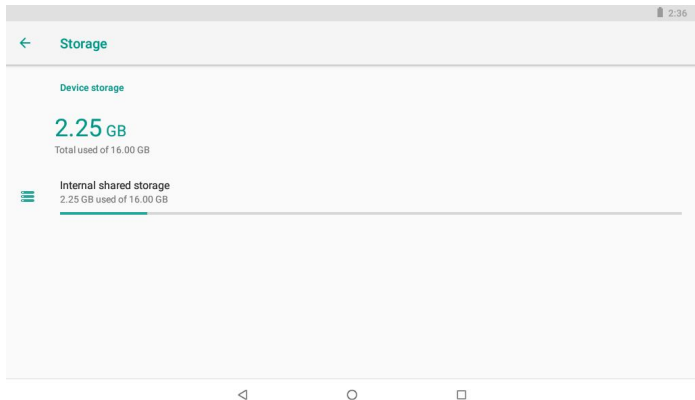 2:36
Storage
Device storage
2.25 GB
Total used of 16.00 GB
Internal shared storage
2.25 GB used of 16.00 GB